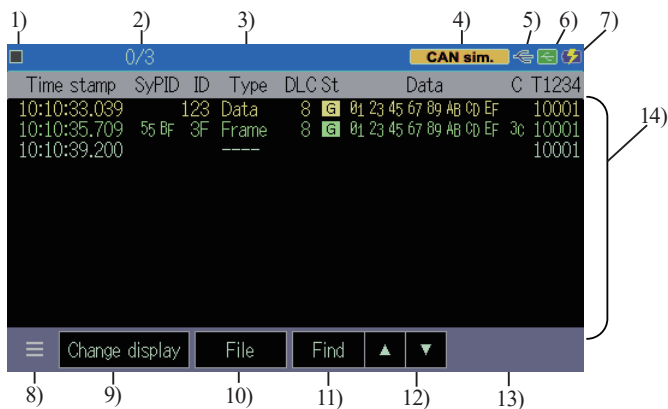 1) 2) 3) 4) 5) 6) 7)
0/3 CAN sim.
Time stamp SyPID ID Type DLC St Data C T1234
10:10:33.039 123 Data 8 G 01 23 45 67 89 AB CD EF 10001
10:10:35.709 55 BF 3F Frame 8 G 01 23 45 67 89 AB CD EF 3C 10001
10:10:39.200 ---- 10001
14)
Change display File Find ▲ ▼
8) 9) 10) 11) 12) 13)